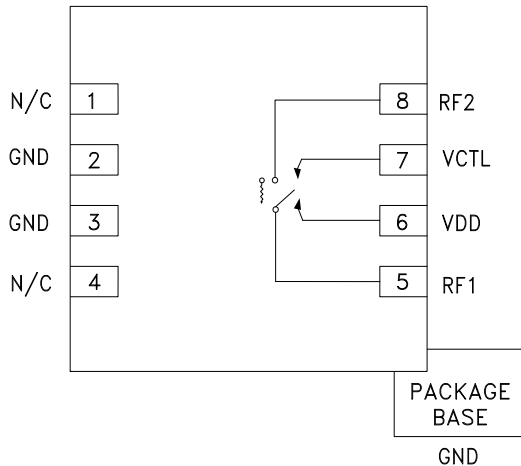 N/C 1
GND 2
GND 3
N/C 4
8 RF2
7 VCTL
6 VDD
5 RF1
PACKAGE
BASE
GND